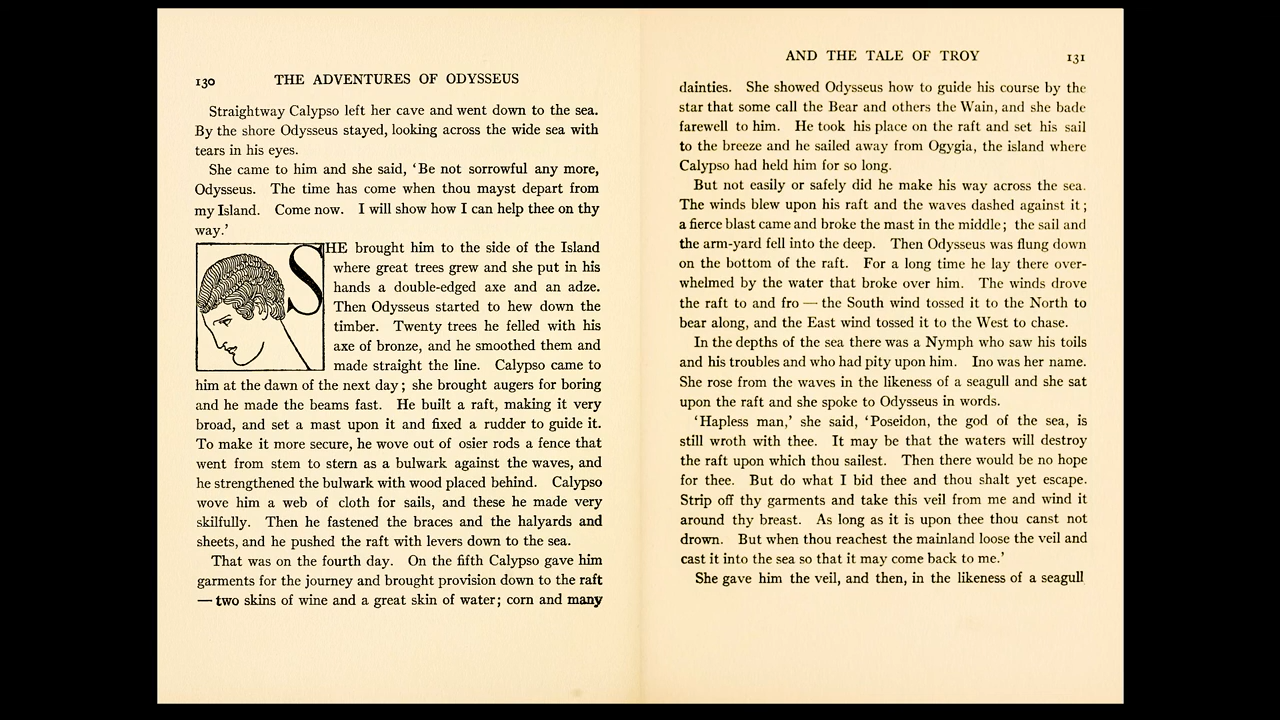 130 THE ADVENTURES OF ODYSSEUS
Straightway Calypso left her cave and went down to the sea.
By the shore Odysseus stayed, looking across the wide sea with
tears in his eyes.
She came to him and she said, ‘Be not sorrowful any more,
Odysseus. The time has come when thou mayst depart from
my Island. Come now. I will show how I can help thee on thy
way.’
SHE brought him to the side of the Island
where great trees grew and she put in his
hands a double-edged axe and an adze.
Then Odysseus started to hew down the
timber. Twenty trees he felled with his
axe of bronze, and he smoothed them and
made straight the line. Calypso came to
him at the dawn of the next day; she brought augers for boring
and he made the beams fast. He built a raft, making it very
broad, and set a mast upon it and fixed a rudder to guide it.
To make it more secure, he wove out of osier rods a fence that
went from stem to stern as a bulwark against the waves, and
he strengthened the bulwark with wood placed behind. Calypso
wove him a web of cloth for sails, and these he made very
skilfully. Then he fastened the braces and the halyards and
sheets, and he pushed the raft with levers down to the sea.
That was on the fourth day. On the fifth Calypso gave him
garments for the journey and brought provision down to the raft
— two skins of wine and a great skin of water; corn and many
AND THE TALE OF TROY 131
dainties. She showed Odysseus how to guide his course by the
star that some call the Bear and others the Wain, and she bade
farewell to him. He took his place on the raft and set his sail
to the breeze and he sailed away from Ogygia, the island where
Calypso had held him for so long.
But not easily or safely did he make his way across the sea.
The winds blew upon his raft and the waves dashed against it;
a fierce blast came and broke the mast in the middle; the sail and
the arm-yard fell into the deep. Then Odysseus was flung down
on the bottom of the raft. For a long time he lay there over-
whelmed by the water that broke over him. The winds drove
the raft to and fro — the South wind tossed it to the North to
bear along, and the East wind tossed it to the West to chase.
In the depths of the sea there was a Nymph who saw his toils
and his troubles and who had pity upon him. Ino was her name.
She rose from the waves in the likeness of a seagull and she sat
upon the raft and she spoke to Odysseus in words.
‘Hapless man,’ she said, ‘Poseidon, the god of the sea, is
still wroth with thee. It may be that the waters will destroy
the raft upon which thou sailest. Then there would be no hope
for thee. But do what I bid thee and thou shalt yet escape.
Strip off thy garments and take this veil from me and wind it
around thy breast. As long as it is upon thee thou canst not
drown. But when thou reachest the mainland loose the veil and
cast it into the sea so that it may come back to me.’
She gave him the veil, and then, in the likeness of a seagull